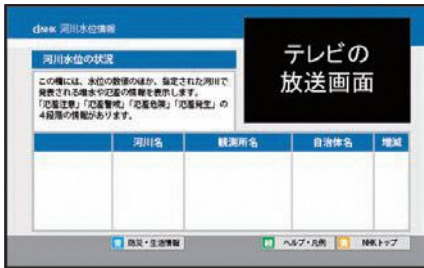 dNHK 河川水位情報
河川水位の状況
テレビの
放送画面
この欄には、水位の数値のほか、指定された河川で
発表される増水や氾濫の情報を表示します。
「氾濫注意」「氾濫警戒」「氾濫危険」「氾濫発生」の
4段階の情報があります。
河川名 観測所名 自治体名 増減
青 防災・生活情報 緑 ヘルプ・凡例 黄 NHKトップ